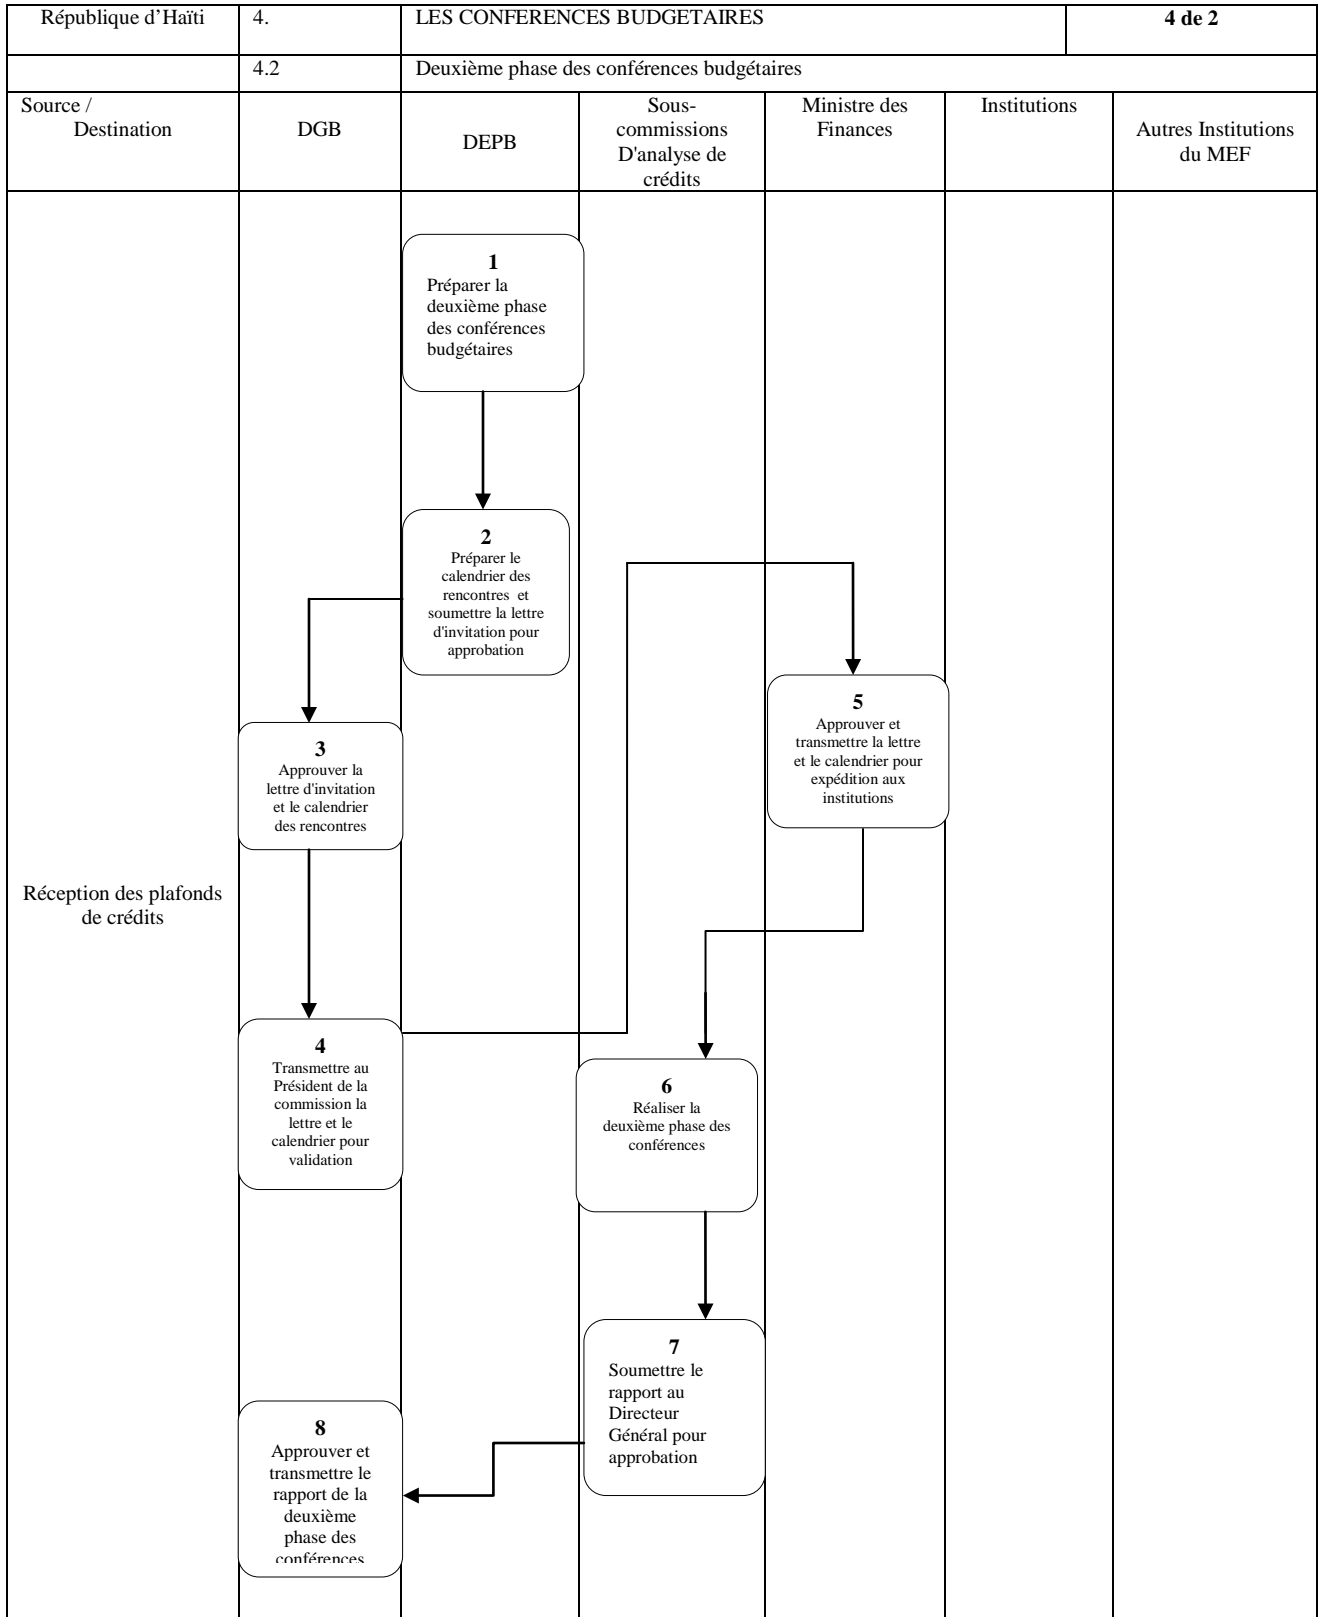 République d'Haïti
4.
LES CONFERENCES BUDGETAIRES
4 de 2
4.2
Deuxième phase des conférences budgétaires
Source /
Destination
DGB
DEPB
Sous-
commissions
D'analyse de
crédits
Ministre des
Finances
Institutions
Autres Institutions
du MEF
1
Préparer la
deuxième phase
des conférences
budgétaires
2
Préparer le
calendrier des
rencontres et
soumettre la lettre
d'invitation pour
approbation
3
Approuver la
lettre d'invitation
et le calendrier
des rencontres
5
Approuver et
transmettre la lettre
et le calendrier pour
expédition aux
institutions
Réception des plafonds
de crédits
4
Transmettre au
Président de la
commission la
lettre et le
calendrier pour
validation
6
Réaliser la
deuxième phase des
conférences
7
Soumettre le
rapport au
Directeur
Général pour
approbation
8
Approuver et
transmettre le
rapport de la
deuxième
phase des
conférences